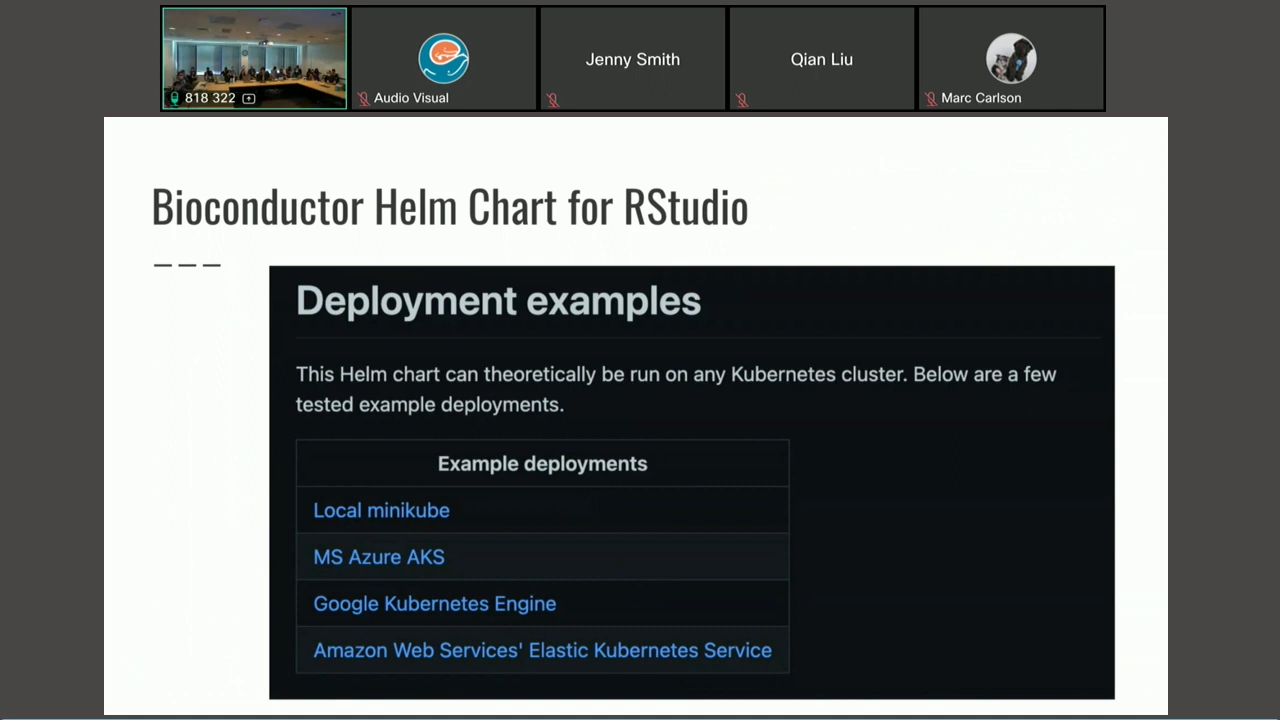 818 322
Audio Visual
Jenny Smith
Qian Liu
Marc Carlson
Bioconductor Helm Chart for RStudio
Deployment examples
This Helm chart can theoretically be run on any Kubernetes cluster. Below are a few
tested example deployments.
Example deployments
Local minikube
MS Azure AKS
Google Kubernetes Engine
Amazon Web Services' Elastic Kubernetes Service